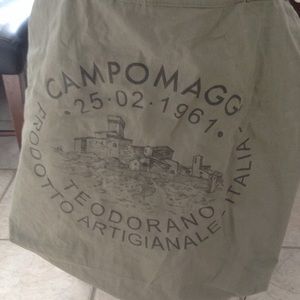 CAMPOMAGG
• 25 • 02 • 1961 •
TEODORANO
PRODOTTO ARTIGIANALE - ITALIA -